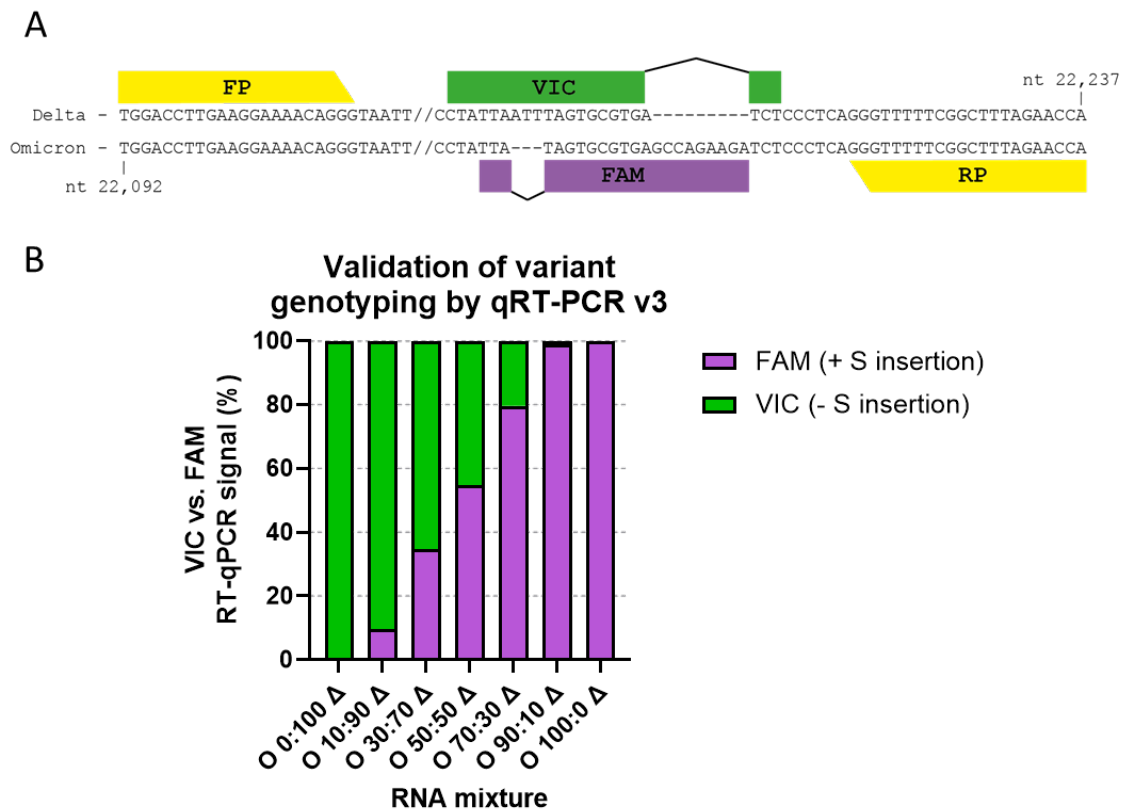 A
FP
VIC
nt 22,237
Delta - TGGACCTTGAAGGAAAACAGGGTAATT//CCTATTAATTTAGTGCGTGA---------TCTCCCTCAGGGTTTTTCGGCTTTAGAACCA
Omicron - TGGACCTTGAAGGAAAACAGGGTAATT//CCTATTA---TAGTGCGTGAGCCAGAAGATCTCCCTCAGGGTTTTTCGGCTTTAGAACCA
nt 22,092
FAM
RP
B
Validation of variant
genotyping by qRT-PCR v3
VIC vs. FAM
RT-qPCR signal (%)
100
80
60
40
20
0
FAM (+ S insertion)
VIC (- S insertion)
O 0:100 Δ
O 10:90 Δ
O 30:70 Δ
O 50:50 Δ
O 70:30 Δ
O 90:10 Δ
O 100:0 Δ
RNA mixture